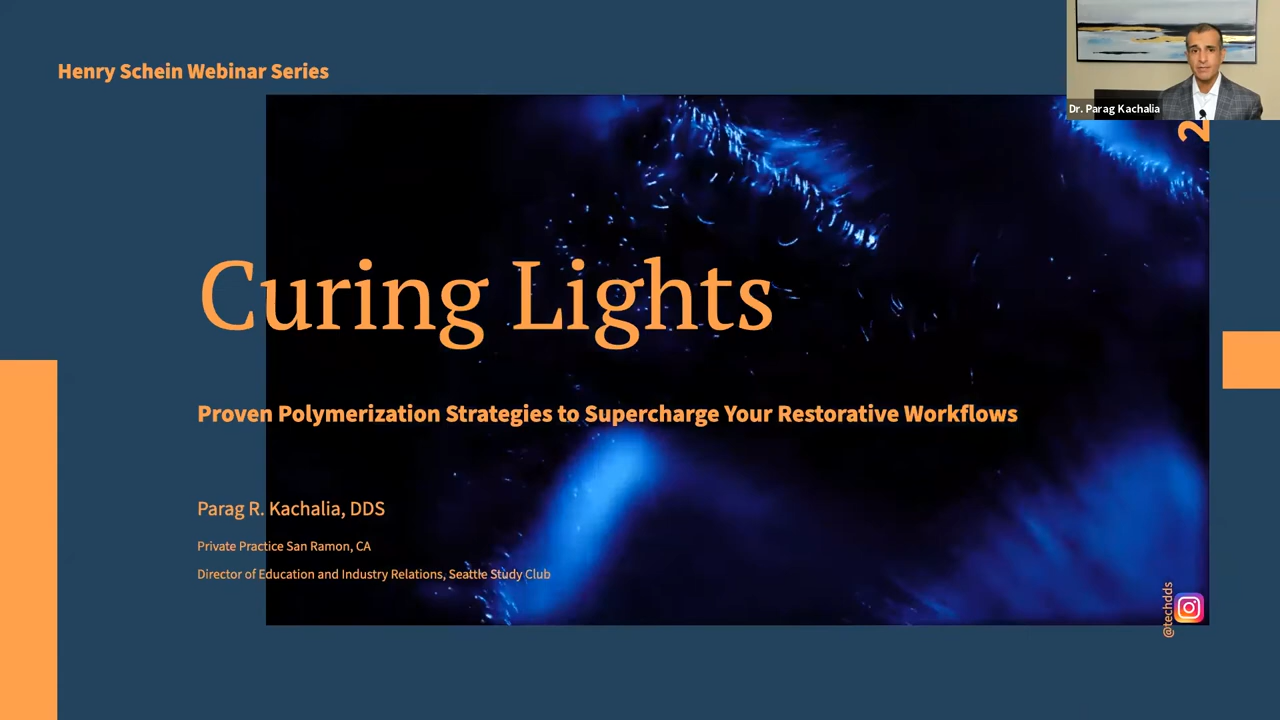 Henry Schein Webinar Series
Dr. Parag Kachalia
2
Curing Lights
Proven Polymerization Strategies to Supercharge Your Restorative Workflows
Parag R. Kachalia, DDS
Private Practice San Ramon, CA
Director of Education and Industry Relations, Seattle Study Club
@techdds